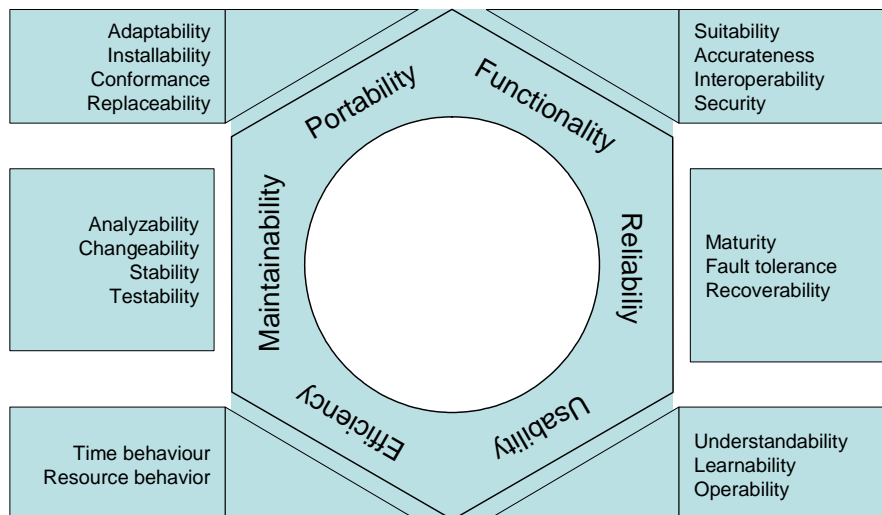 Adaptability
Installability
Conformance
Replaceability
Portability
Functionality
Suitability
Accurateness
Interoperability
Security
Analyzability
Changeability
Stability
Testability
Maintainability
Reliabiliy
Maturity
Fault tolerance
Recoverability
Time behaviour
Resource behavior
Efficiency
Usability
Understandability
Learnability
Operability